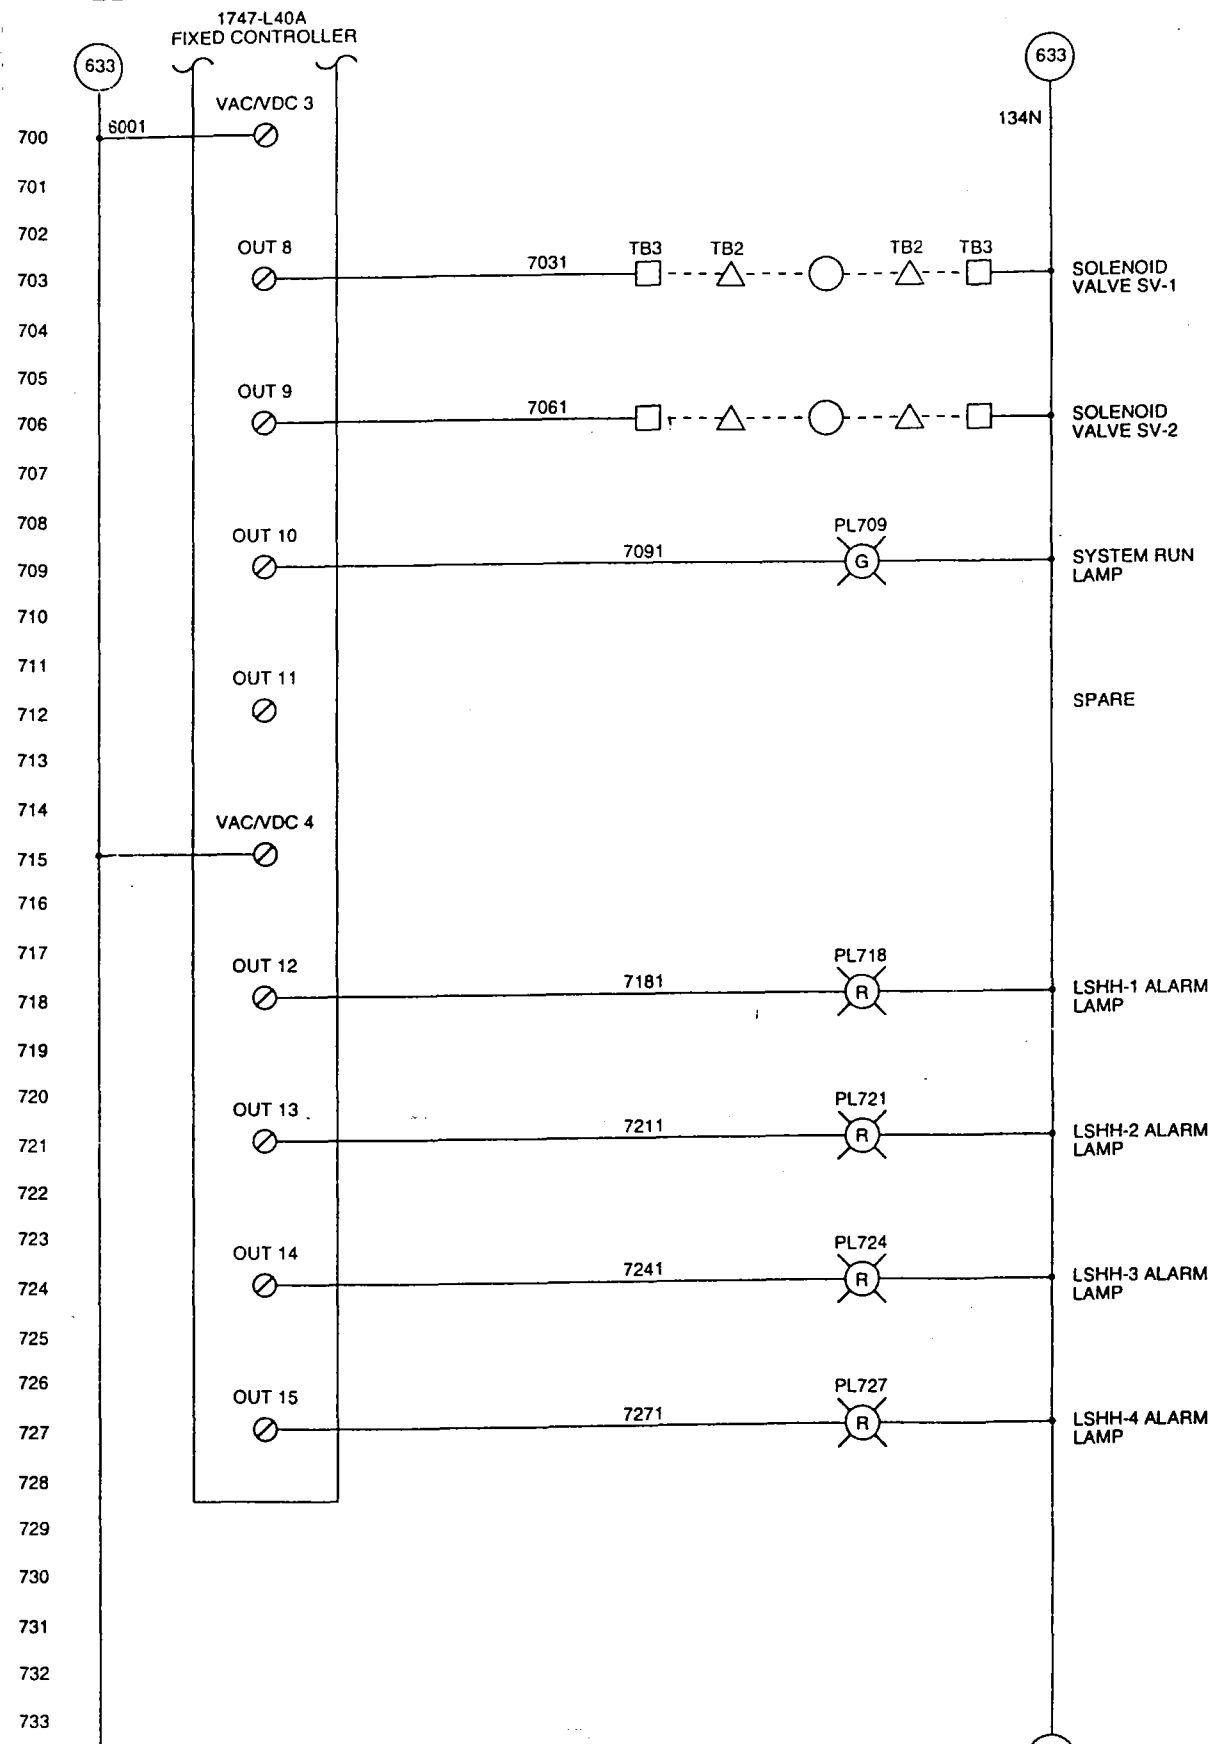 1747-L40A
FIXED CONTROLLER
633
633
VAC/VDC 3
6001
134N
700
701
702
OUT 8
7031
TB3
TB2
TB2
TB3
SOLENOID
VALVE SV-1
703
704
705
OUT 9
7061
SOLENOID
VALVE SV-2
706
707
708
OUT 10
7091
PL709
G
SYSTEM RUN
LAMP
709
710
711
OUT 11
SPARE
712
713
714
VAC/VDC 4
715
716
717
OUT 12
7181
PL718
R
LSHH-1 ALARM
LAMP
718
719
720
OUT 13
7211
PL721
R
LSHH-2 ALARM
LAMP
721
722
723
OUT 14
7241
PL724
R
LSHH-3 ALARM
LAMP
724
725
726
OUT 15
7271
PL727
R
LSHH-4 ALARM
LAMP
727
728
729
730
731
732
733